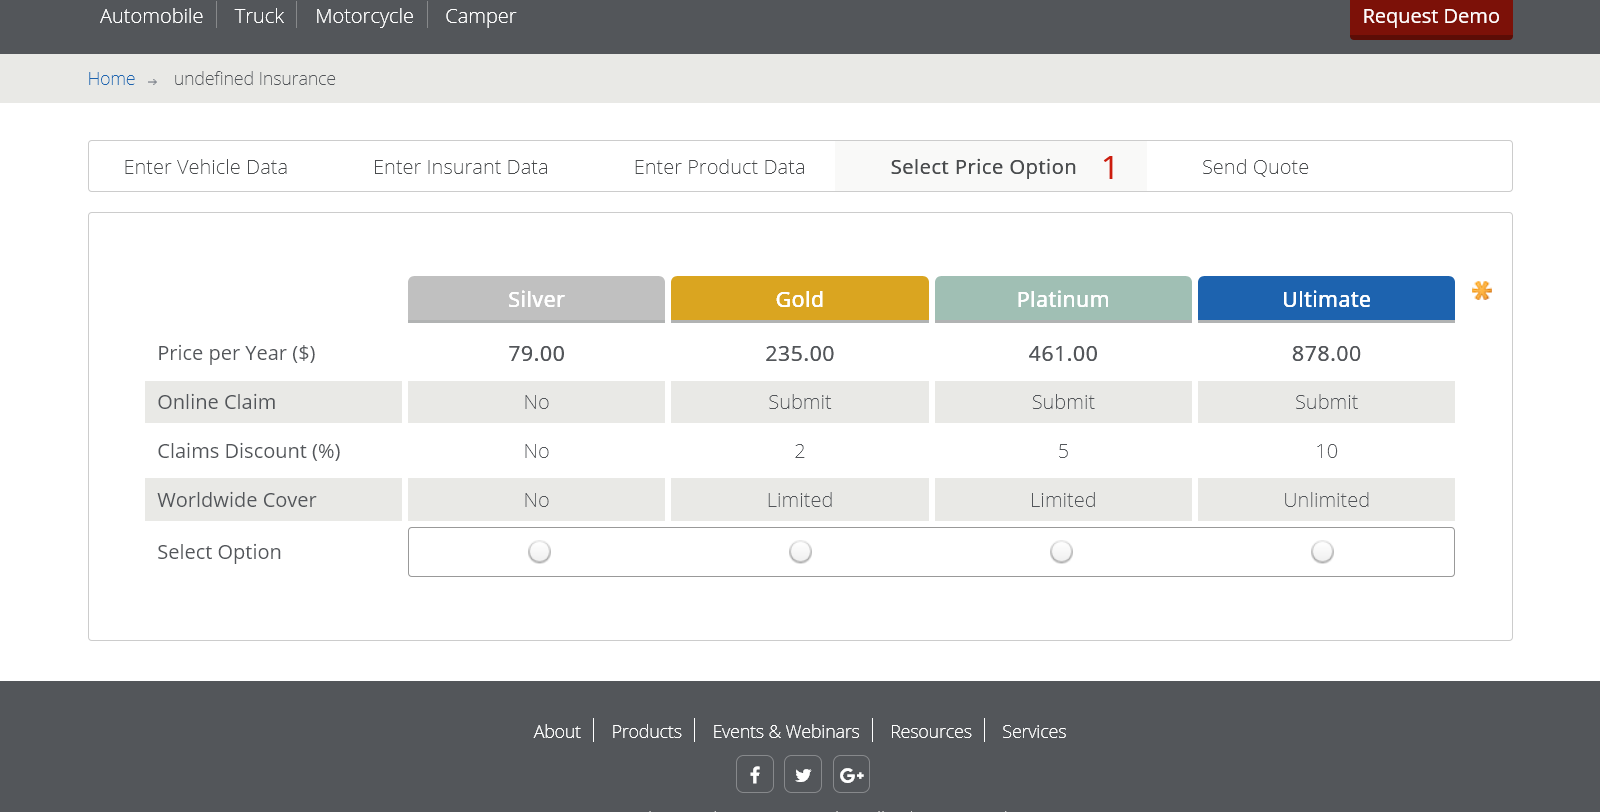 Automobile Truck Motorcycle Camper Request Demo
Home → undefined Insurance
Enter Vehicle Data Enter Insurant Data Enter Product Data Select Price Option 1 Send Quote
Silver Gold Platinum Ultimate
Price per Year ($) 79.00 235.00 461.00 878.00
Online Claim No Submit Submit Submit
Claims Discount (%) No 2 5 10
Worldwide Cover No Limited Limited Unlimited
Select Option
About Products Events & Webinars Resources Services
f G+